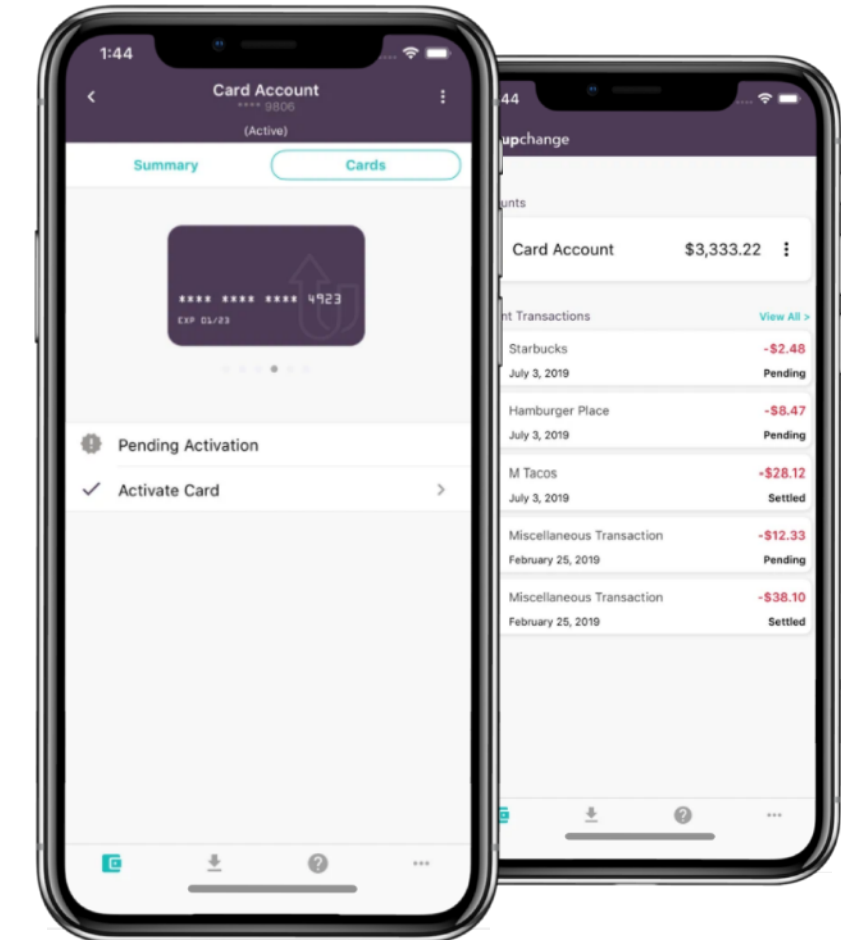 1:44
Card Account
**** 9806
(Active)
Summary
Cards
**** **** **** 4923
EXP 01/23
Pending Activation
Activate Card
44
upchange
unts
Card Account $3,333.22
nt Transactions View All >
Starbucks -$2.48
July 3, 2019 Pending
Hamburger Place -$8.47
July 3, 2019 Pending
M Tacos -$28.12
July 3, 2019 Settled
Miscellaneous Transaction -$12.33
February 25, 2019 Pending
Miscellaneous Transaction -$38.10
February 25, 2019 Settled